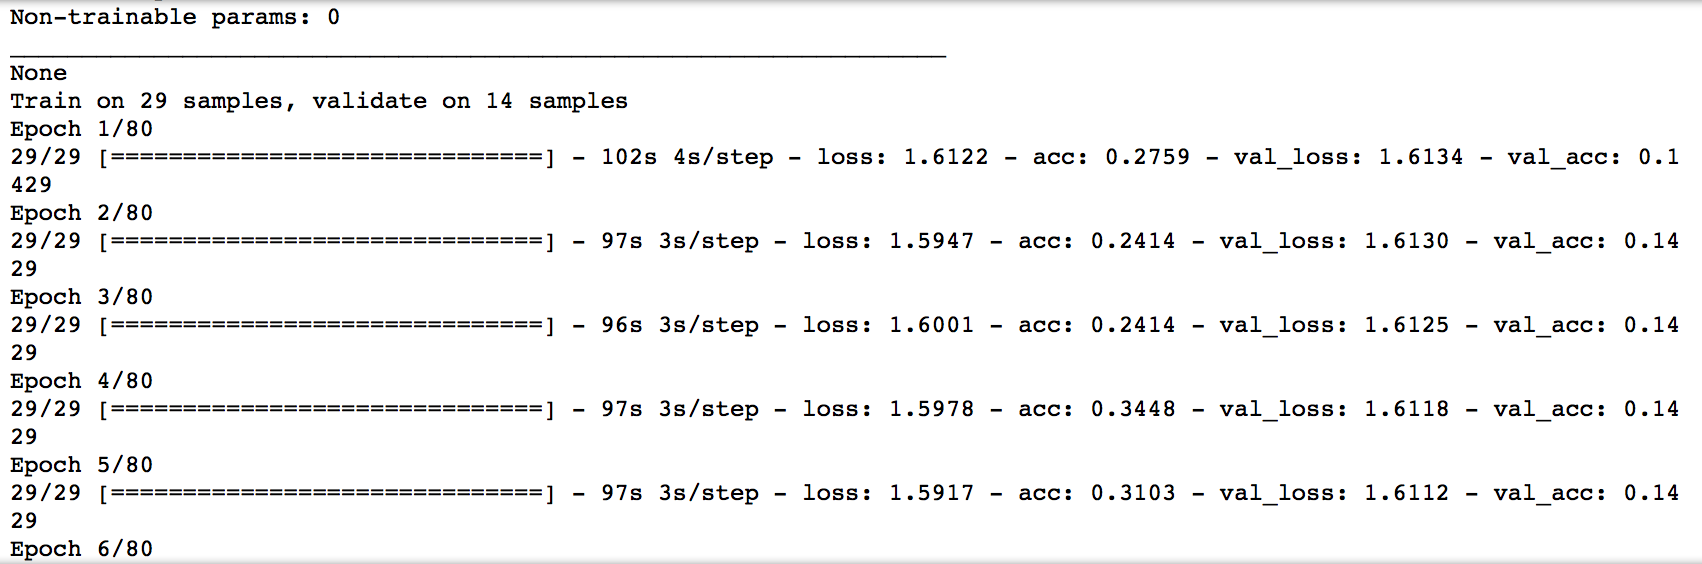 Non-trainable params: 0
_________________________________________________________________
None
Train on 29 samples, validate on 14 samples
Epoch 1/80
29/29 [==============================] - 102s 4s/step - loss: 1.6122 - acc: 0.2759 - val_loss: 1.6134 - val_acc: 0.1
429
Epoch 2/80
29/29 [==============================] - 97s 3s/step - loss: 1.5947 - acc: 0.2414 - val_loss: 1.6130 - val_acc: 0.14
29
Epoch 3/80
29/29 [==============================] - 96s 3s/step - loss: 1.6001 - acc: 0.2414 - val_loss: 1.6125 - val_acc: 0.14
29
Epoch 4/80
29/29 [==============================] - 97s 3s/step - loss: 1.5978 - acc: 0.3448 - val_loss: 1.6118 - val_acc: 0.14
29
Epoch 5/80
29/29 [==============================] - 97s 3s/step - loss: 1.5917 - acc: 0.3103 - val_loss: 1.6112 - val_acc: 0.14
29
Epoch 6/80